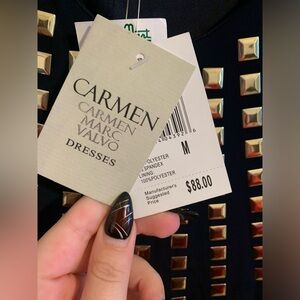 CARMEN
CARMEN
MARC
VALVO
DRESSES
M
POLYESTER
SPANDEX
LINING
100%POLYESTER
Manufacturer's
Suggested
Price
$88.00